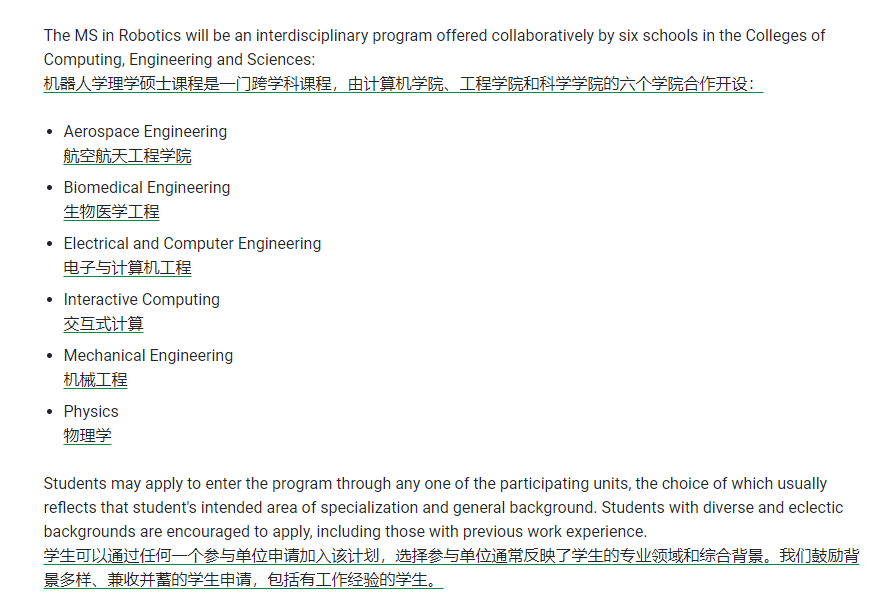 The MS in Robotics will be an interdisciplinary program offered collaboratively by six schools in the Colleges of
Computing, Engineering and Sciences:
机器人学理学硕士课程是一门跨学科课程，由计算机学院、工程学院和科学学院的六个学院合作开设：
Aerospace Engineering
航空航天工程学院
Biomedical Engineering
生物医学工程
Electrical and Computer Engineering
电子与计算机工程
Interactive Computing
交互式计算
Mechanical Engineering
机械工程
Physics
物理学
Students may apply to enter the program through any one of the participating units, the choice of which usually
reflects that student's intended area of specialization and general background. Students with diverse and eclectic
backgrounds are encouraged to apply, including those with previous work experience.
学生可以通过任何一个参与单位申请加入该计划，选择参与单位通常反映了学生的专业领域和综合背景。我们鼓励背
景多样、兼收并蓄的学生申请，包括有工作经验的学生。